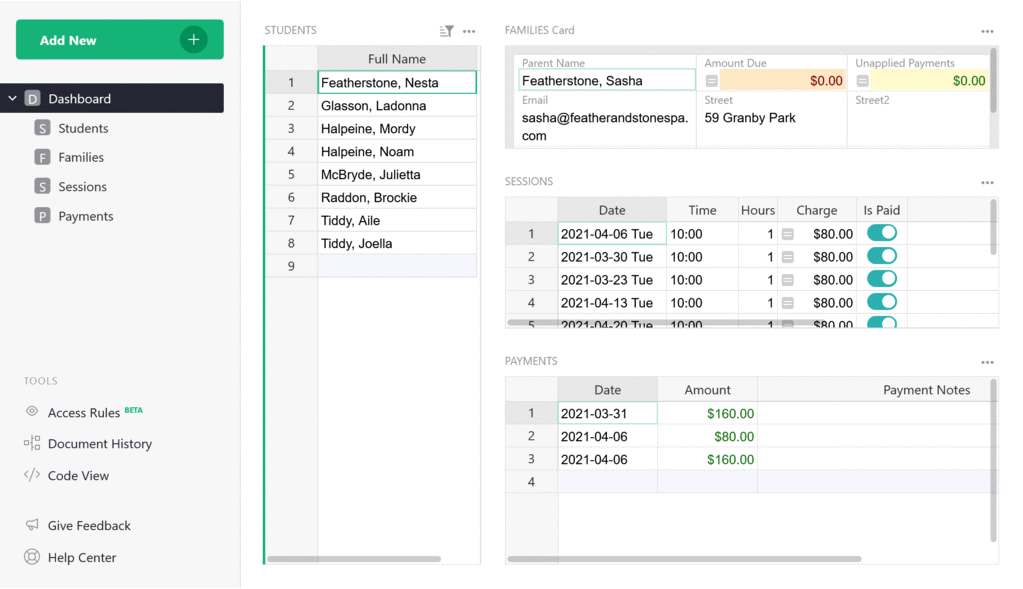 Add New
D Dashboard
S Students
F Families
S Sessions
P Payments
TOOLS
Access Rules BETA
Document History
Code View
Give Feedback
Help Center
STUDENTS
Full Name
1 Featherstone, Nesta
2 Glasson, Ladonna
3 Halpeine, Mordy
4 Halpeine, Noam
5 McBryde, Julietta
6 Raddon, Brockie
7 Tiddy, Aile
8 Tiddy, Joella
9
FAMILIES Card
Parent Name Amount Due Unapplied Payments
Featherstone, Sasha = $0.00 = $0.00
Email Street Street2
sasha@featherandstonespa. 59 Granby Park
com
SESSIONS
Date Time Hours Charge Is Paid
1 2021-04-06 Tue 10:00 1 = $80.00
2 2021-03-30 Tue 10:00 1 = $80.00
3 2021-03-23 Tue 10:00 1 = $80.00
4 2021-04-13 Tue 10:00 1 = $80.00
5 2021-04-20 Tue 10:00 1 = $80.00
PAYMENTS
Date Amount Payment Notes
1 2021-03-31 $160.00
2 2021-04-06 $80.00
3 2021-04-06 $160.00
4